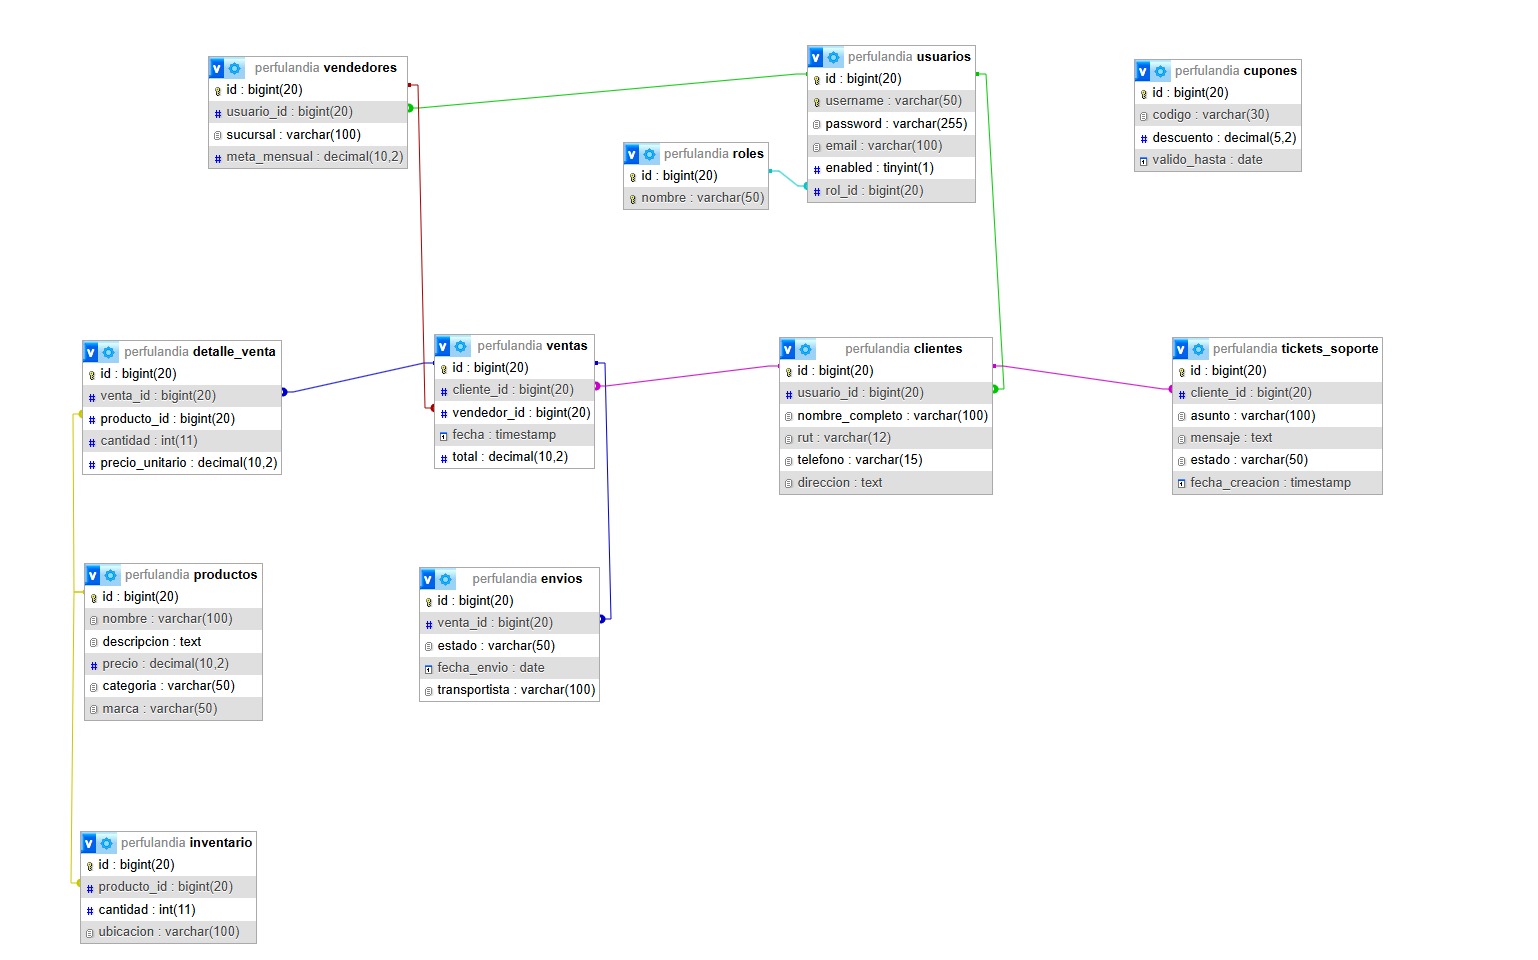 perfulandia vendedores
id : bigint(20)
usuario_id : bigint(20)
sucursal : varchar(100)
meta_mensual : decimal(10,2)
perfulandia usuarios
id : bigint(20)
username : varchar(50)
password : varchar(255)
email : varchar(100)
enabled : tinyint(1)
rol_id : bigint(20)
perfulandia cupones
id : bigint(20)
codigo : varchar(30)
descuento : decimal(5,2)
valido_hasta : date
perfulandia roles
id : bigint(20)
nombre : varchar(50)
perfulandia detalle_venta
id : bigint(20)
venta_id : bigint(20)
producto_id : bigint(20)
cantidad : int(11)
precio_unitario : decimal(10,2)
perfulandia ventas
id : bigint(20)
cliente_id : bigint(20)
vendedor_id : bigint(20)
fecha : timestamp
total : decimal(10,2)
perfulandia clientes
id : bigint(20)
usuario_id : bigint(20)
nombre_completo : varchar(100)
rut : varchar(12)
telefono : varchar(15)
direccion : text
perfulandia tickets_soporte
id : bigint(20)
cliente_id : bigint(20)
asunto : varchar(100)
mensaje : text
estado : varchar(50)
fecha_creacion : timestamp
perfulandia productos
id : bigint(20)
nombre : varchar(100)
descripcion : text
precio : decimal(10,2)
categoria : varchar(50)
marca : varchar(50)
perfulandia envios
id : bigint(20)
venta_id : bigint(20)
estado : varchar(50)
fecha_envio : date
transportista : varchar(100)
perfulandia inventario
id : bigint(20)
producto_id : bigint(20)
cantidad : int(11)
ubicacion : varchar(100)